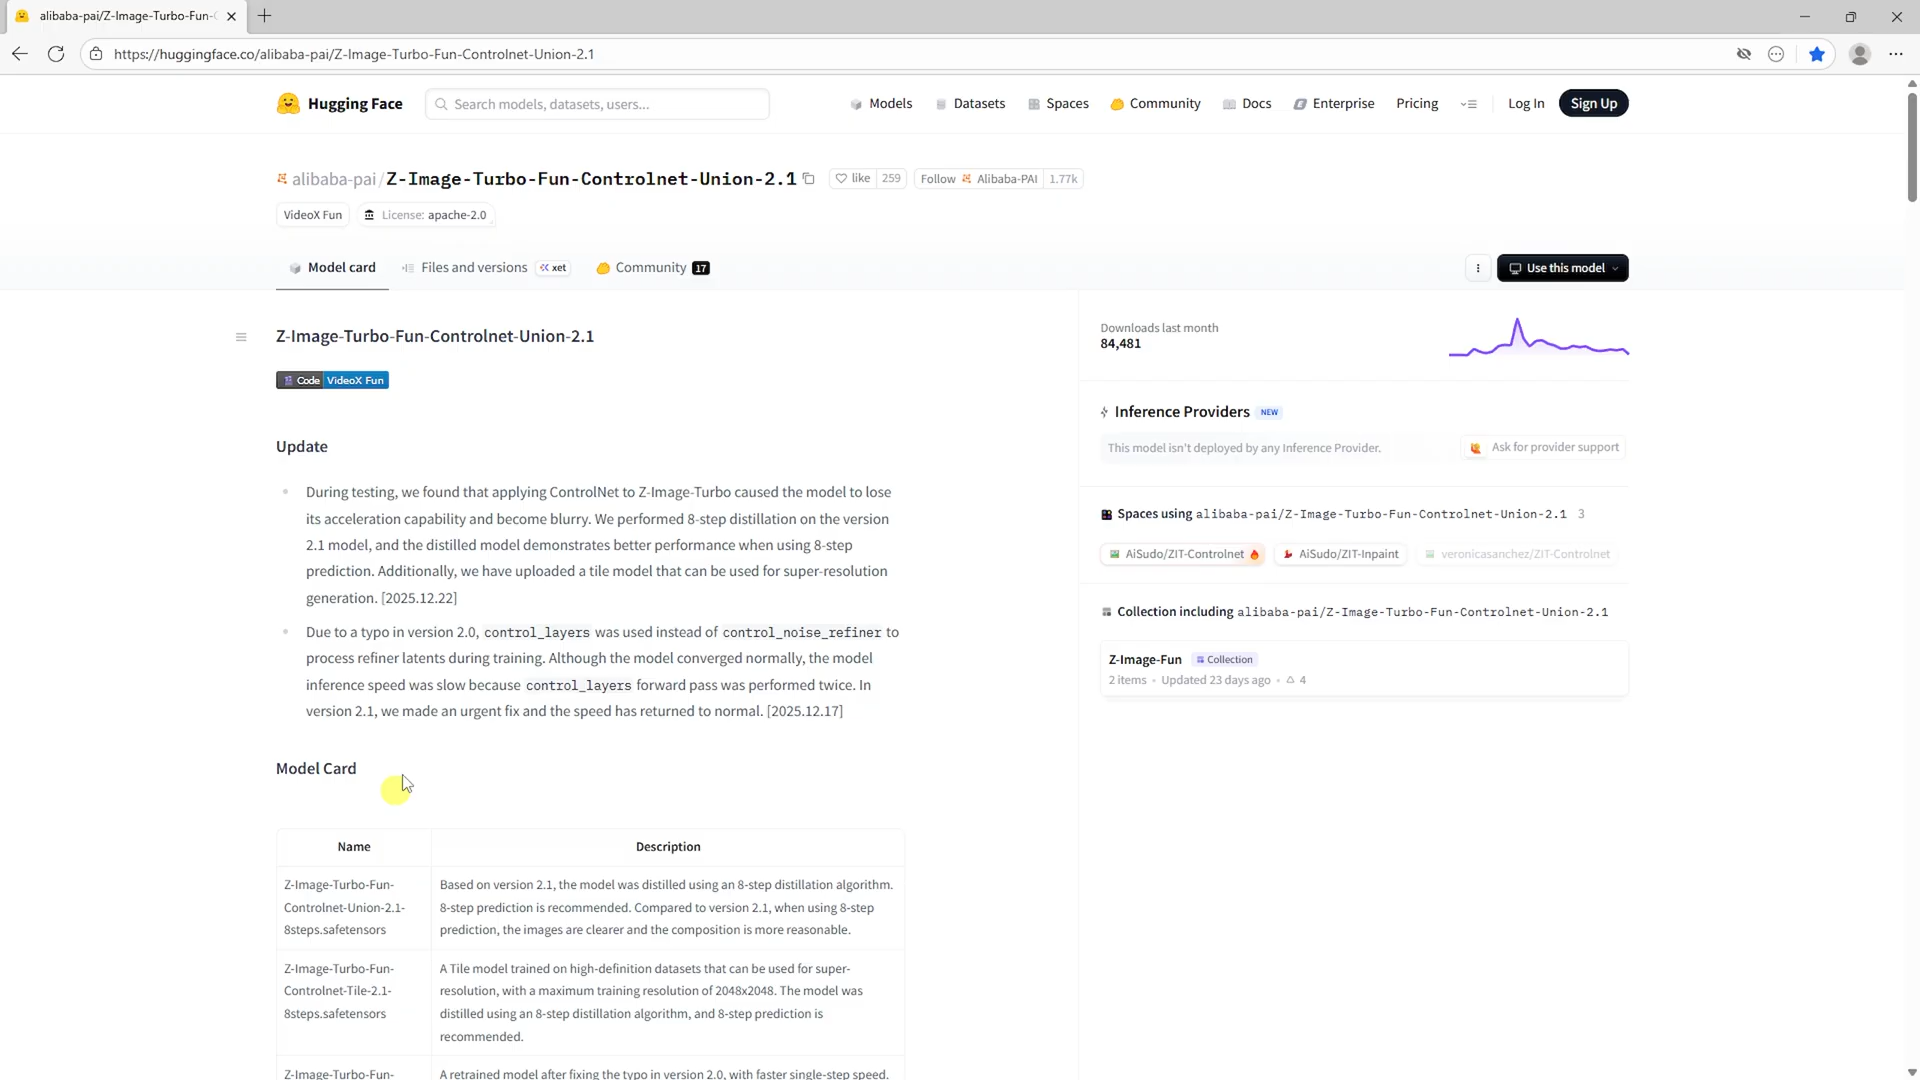 alibaba-pai/Z-Image-Turbo-Fun-C
https://huggingface.co/alibaba-pai/Z-Image-Turbo-Fun-Controlnet-Union-2.1
Hugging Face
Search models, datasets, users...
Models
Datasets
Spaces
Community
Docs
Enterprise
Pricing
Log In
Sign Up
alibaba-pai/Z-Image-Turbo-Fun-Controlnet-Union-2.1
like 259
Follow Alibaba-PAI 1.77k
VideoX Fun
License: apache-2.0
Model card
Files and versions xet
Community 17
Use this model
Z-Image-Turbo-Fun-Controlnet-Union-2.1
Code VideoX Fun
Update
During testing, we found that applying ControlNet to Z-Image-Turbo caused the model to lose
its acceleration capability and become blurry. We performed 8-step distillation on the version
2.1 model, and the distilled model demonstrates better performance when using 8-step
prediction. Additionally, we have uploaded a tile model that can be used for super-resolution
generation. [2025.12.22]
Due to a typo in version 2.0, control_layers was used instead of control_noise_refiner to
process refiner latents during training. Although the model converged normally, the model
inference speed was slow because control_layers forward pass was performed twice. In
version 2.1, we made an urgent fix and the speed has returned to normal. [2025.12.17]
Model Card
Name
Description
Z-Image-Turbo-Fun-
Controlnet-Union-2.1-
8steps.safetensors
Based on version 2.1, the model was distilled using an 8-step distillation algorithm.
8-step prediction is recommended. Compared to version 2.1, when using 8-step
prediction, the images are clearer and the composition is more reasonable.
Z-Image-Turbo-Fun-
Controlnet-Tile-2.1-
8steps.safetensors
A Tile model trained on high-definition datasets that can be used for super-
resolution, with a maximum training resolution of 2048x2048. The model was
distilled using an 8-step distillation algorithm, and 8-step prediction is
recommended.
Z-Image-Turbo-Fun-
A retrained model after fixing the typo in version 2.0, with faster single-step speed.
Downloads last month
84,481
Inference Providers NEW
This model isn't deployed by any Inference Provider.
Ask for provider support
Spaces using alibaba-pai/Z-Image-Turbo-Fun-Controlnet-Union-2.1 3
AiSudo/ZIT-Controlnet
AiSudo/ZIT-Inpaint
veronicasanchez/ZIT-Controlnet
Collection including alibaba-pai/Z-Image-Turbo-Fun-Controlnet-Union-2.1
Z-Image-Fun Collection
2 items • Updated 23 days ago • 4